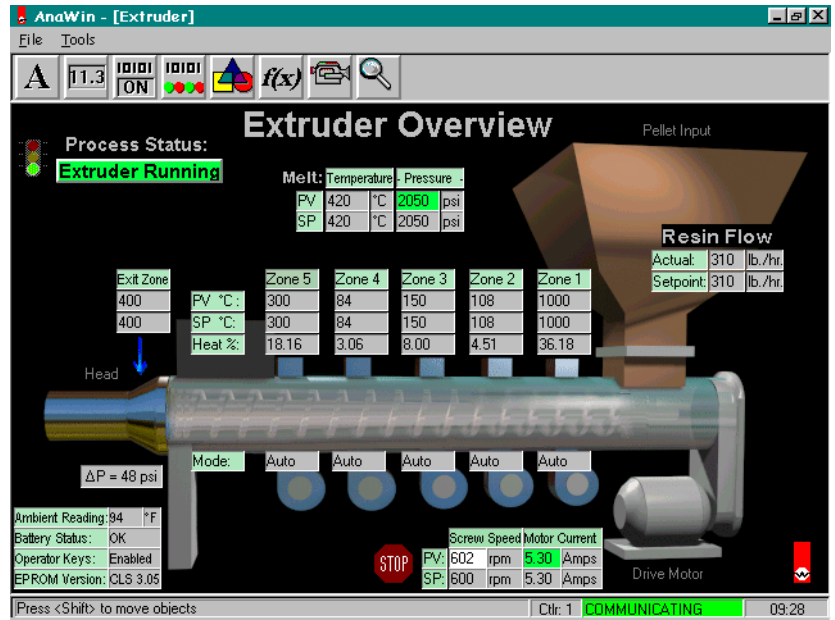 AnaWin - [Extruder]
File Tools
A 11.3 10101 ON 10101 f(x)
Extruder Overview
Pellet Input
Process Status:
Extruder Running
Melt: Temperature - Pressure -
PV 420 °C 2050 psi
SP 420 °C 2050 psi
Resin Flow
Actual: 310 lb./hr.
Setpoint: 310 lb./hr.
Exit Zone Zone 5 Zone 4 Zone 3 Zone 2 Zone 1
400 PV °C : 300 84 150 108 1000
400 SP °C: 300 84 150 108 1000
Heat %: 18.16 3.06 8.00 4.51 36.18
Head
Mode: Auto Auto Auto Auto Auto
ΔP = 48 psi
Ambient Reading: 94 °F
Battery Status: OK
Operator Keys: Enabled
EPROM Version: CLS 3.05
STOP
Screw Speed Motor Current
PV: 602 rpm 5.30 Amps
SP: 600 rpm 5.30 Amps
Drive Motor
Press <Shift> to move objects Ctlr: 1 COMMUNICATING 09:28